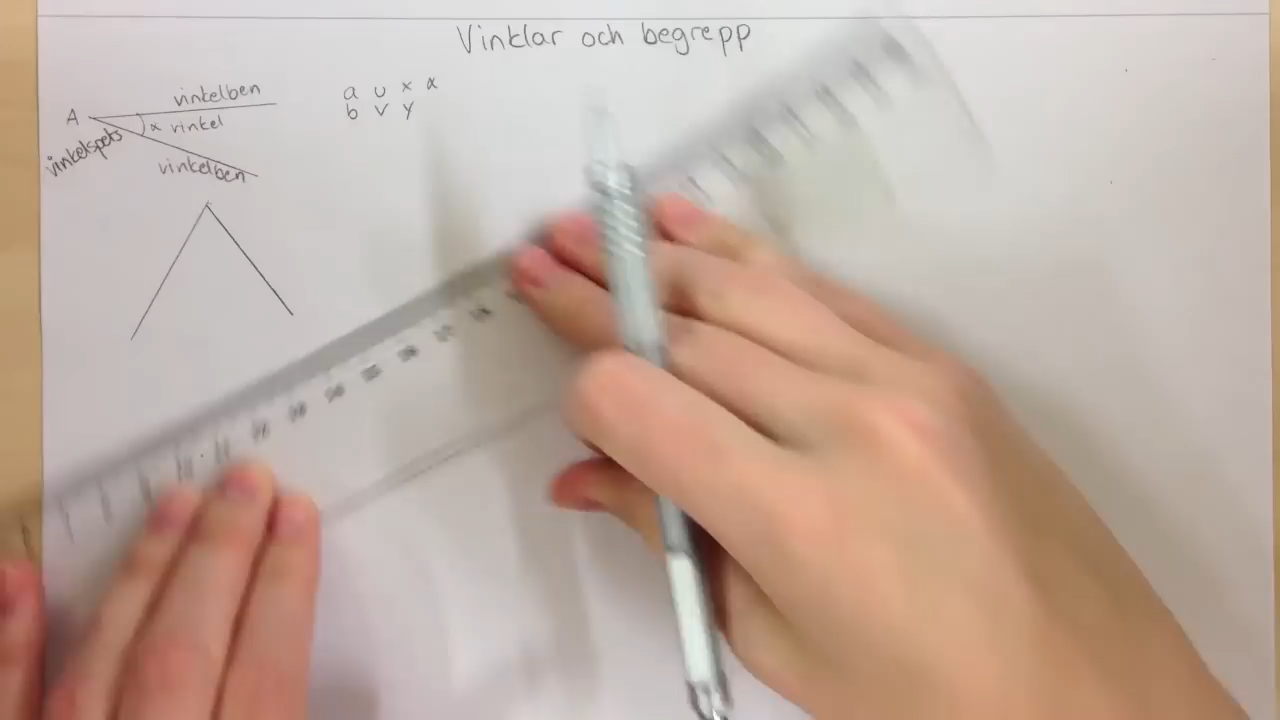 Vinklar och begrepp
A
vinkelben
α vinkel
vinkelspets
vinkelben
a u x α
b v y